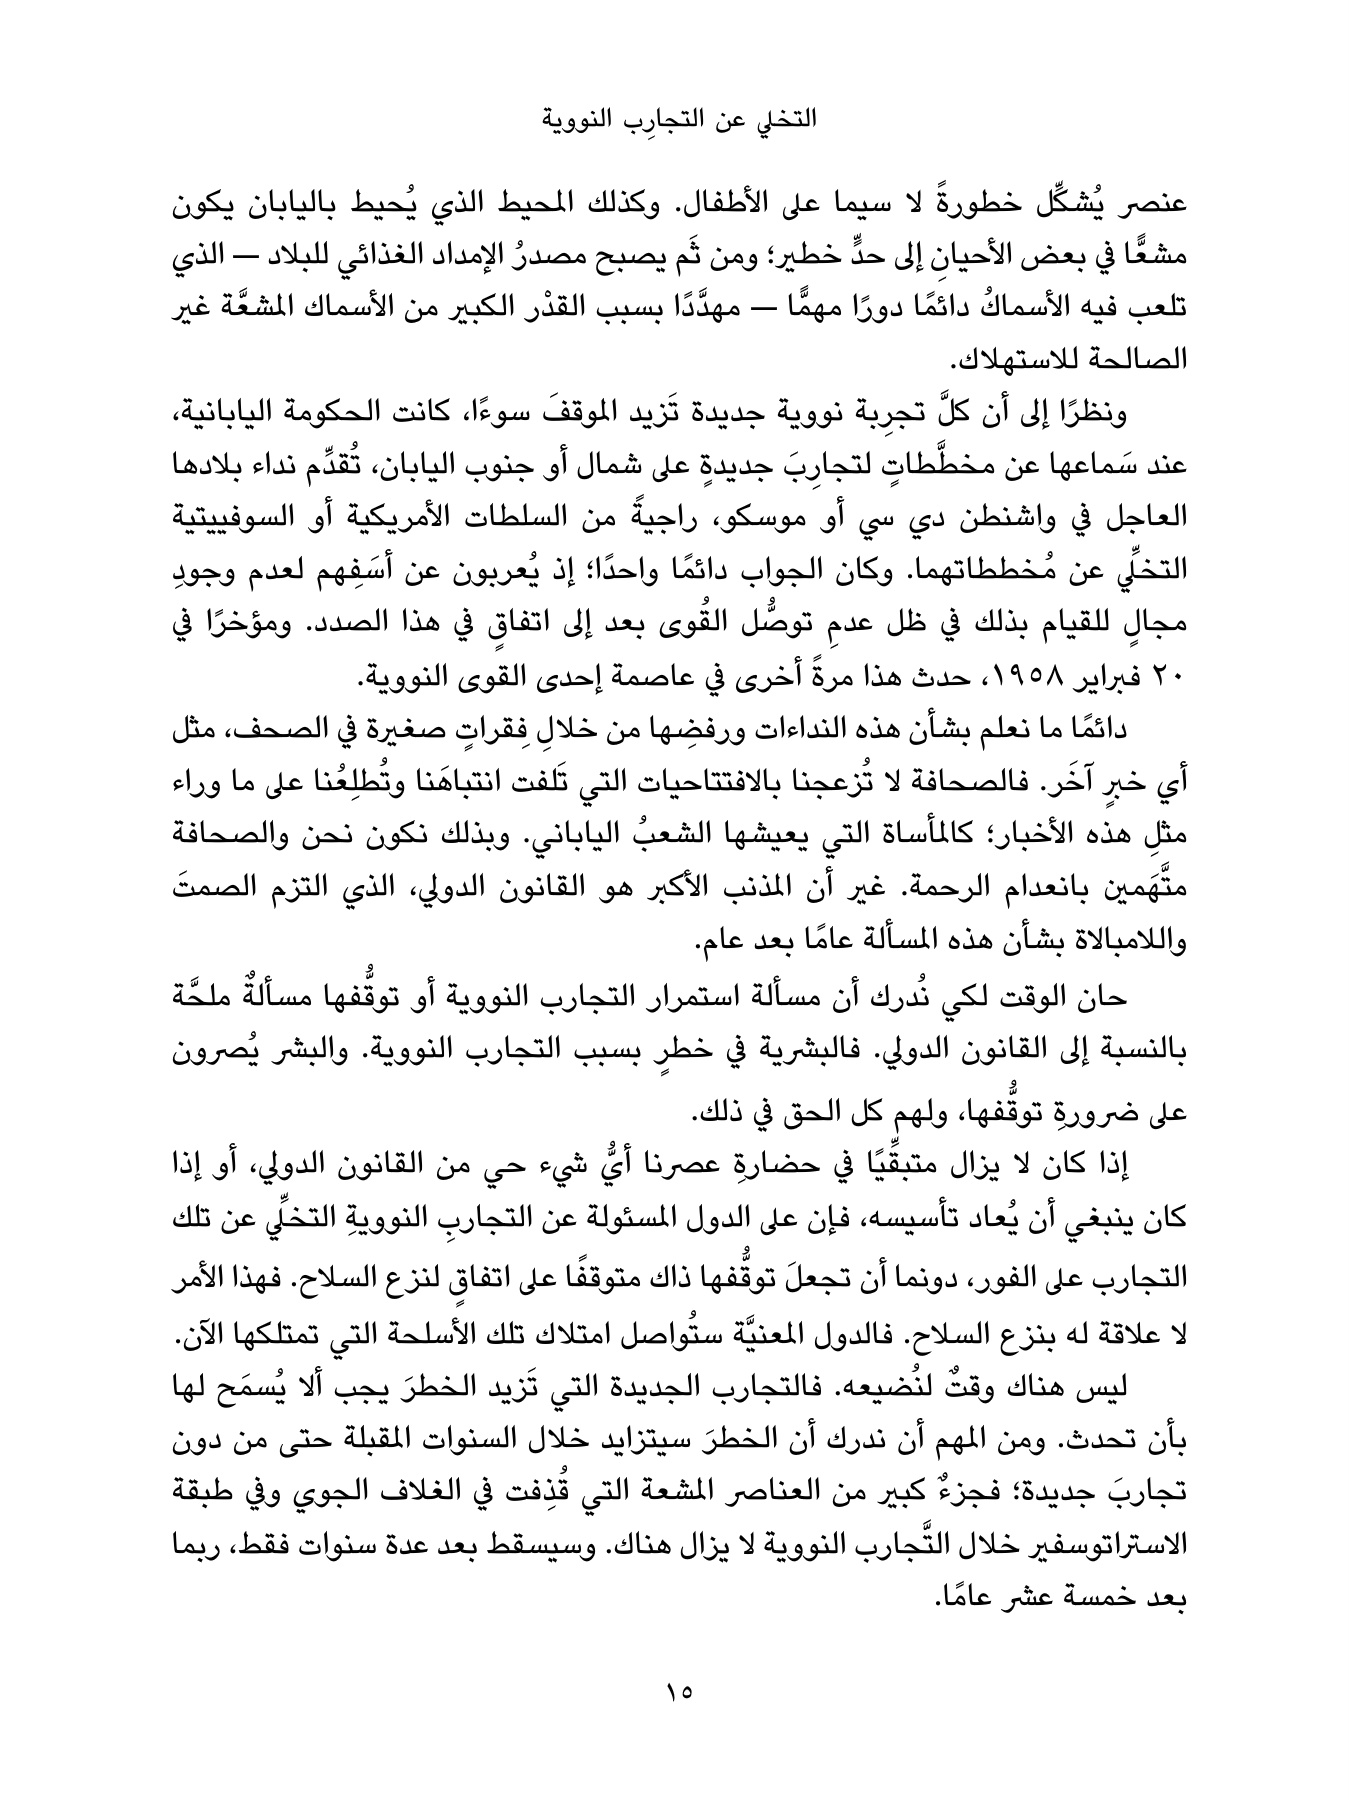 التخلي عن التجارِب النووية
عنصر يُشكِّل خطورةً لا سيما على الأطفال. وكذلك المحيط الذي يُحيط باليابان يكون
مشعًّا في بعض الأحيانِ إلى حدٍّ خطير؛ ومن ثَم يصبح مصدرُ الإمداد الغذائي للبلاد — الذي
تلعب فيه الأسماكُ دائمًا دورًا مهمًّا — مهدَّدًا بسبب القدْر الكبير من الأسماك المشعَّة غير
الصالحة للاستهلاك.
ونظرًا إلى أن كلَّ تجرِبة نووية جديدة تَزيد الموقفَ سوءًا، كانت الحكومة اليابانية،
عند سَماعها عن مخطَّطاتٍ لتجارِبَ جديدةٍ على شمال أو جنوب اليابان، تُقدِّم نداء بلادها
العاجل في واشنطن دي سي أو موسكو، راجيةً من السلطات الأمريكية أو السوفييتية
التخلِّي عن مُخططاتهما. وكان الجواب دائمًا واحدًا؛ إذ يُعربون عن أسَفِهم لعدم وجودِ
مجالٍ للقيام بذلك في ظل عدمِ توصُّل القُوى بعد إلى اتفاقٍ في هذا الصدد. ومؤخرًا في
٢٠ فبراير ١٩٥٨، حدث هذا مرةً أخرى في عاصمة إحدى القوى النووية.
دائمًا ما نعلم بشأن هذه النداءات ورفضِها من خلالِ فِقراتٍ صغيرة في الصحف، مثل
أي خبرٍ آخَر. فالصحافة لا تُزعجنا بالافتتاحيات التي تَلفت انتباهَنا وتُطلِعُنا على ما وراء
مثلِ هذه الأخبار؛ كالمأساة التي يعيشها الشعبُ الياباني. وبذلك نكون نحن والصحافة
متَّهَمين بانعدام الرحمة. غير أن المذنب الأكبر هو القانون الدولي، الذي التزم الصمتَ
واللامبالاة بشأن هذه المسألة عامًا بعد عام.
حان الوقت لكي نُدرك أن مسألة استمرار التجارب النووية أو توقُّفها مسألةٌ ملحَّة
بالنسبة إلى القانون الدولي. فالبشرية في خطرٍ بسبب التجارب النووية. والبشر يُصرون
على ضرورةِ توقُّفها، ولهم كل الحق في ذلك.
إذا كان لا يزال متبقِّيًا في حضارةِ عصرنا أيُّ شيء حي من القانون الدولي، أو إذا
كان ينبغي أن يُعاد تأسيسه، فإن على الدول المسئولة عن التجاربِ النوويةِ التخلِّي عن تلك
التجارب على الفور، دونما أن تجعلَ توقُّفها ذاك متوقفًا على اتفاقٍ لنزع السلاح. فهذا الأمر
لا علاقة له بنزع السلاح. فالدول المعنيَّة ستُواصل امتلاك تلك الأسلحة التي تمتلكها الآن.
ليس هناك وقتٌ لنُضيعه. فالتجارب الجديدة التي تَزيد الخطرَ يجب ألا يُسمَح لها
بأن تحدث. ومن المهم أن ندرك أن الخطرَ سيتزايد خلال السنوات المقبلة حتى من دون
تجاربَ جديدة؛ فجزءٌ كبير من العناصر المشعة التي قُذِفت في الغلاف الجوي وفي طبقة
الاستراتوسفير خلال التَّجارب النووية لا يزال هناك. وسيسقط بعد عدة سنوات فقط، ربما
بعد خمسة عشر عامًا.
١٥